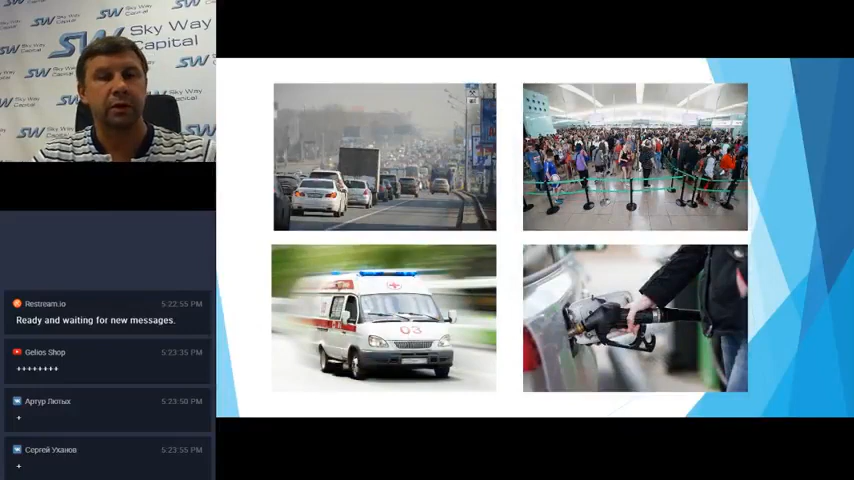 SW Sky Way
Capital
Restream.io 5:22:55 PM
Ready and waiting for new messages.
Gelios Shop 5:23:35 PM
++++++++
Артур Лютых 5:23:50 PM
+
Сергей Уханов 5:23:55 PM
+
03